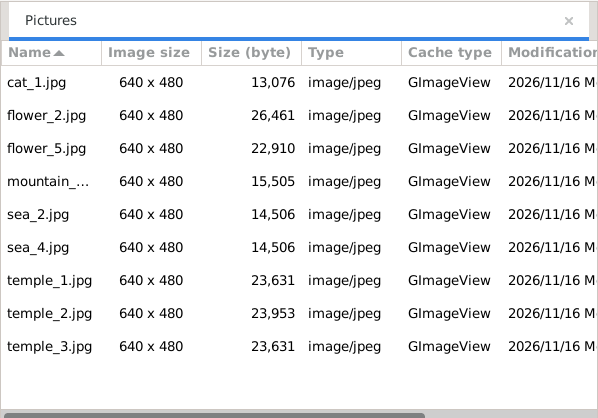 Pictures ×
Name Image size Size (byte) Type Cache type Modification
cat_1.jpg 640 x 480 13,076 image/jpeg GImageView 2026/11/16 M
flower_2.jpg 640 x 480 26,461 image/jpeg GImageView 2026/11/16 M
flower_5.jpg 640 x 480 22,910 image/jpeg GImageView 2026/11/16 M
mountain_... 640 x 480 15,505 image/jpeg GImageView 2026/11/16 M
sea_2.jpg 640 x 480 14,506 image/jpeg GImageView 2026/11/16 M
sea_4.jpg 640 x 480 14,506 image/jpeg GImageView 2026/11/16 M
temple_1.jpg 640 x 480 23,631 image/jpeg GImageView 2026/11/16 M
temple_2.jpg 640 x 480 23,953 image/jpeg GImageView 2026/11/16 M
temple_3.jpg 640 x 480 23,631 image/jpeg GImageView 2026/11/16 M